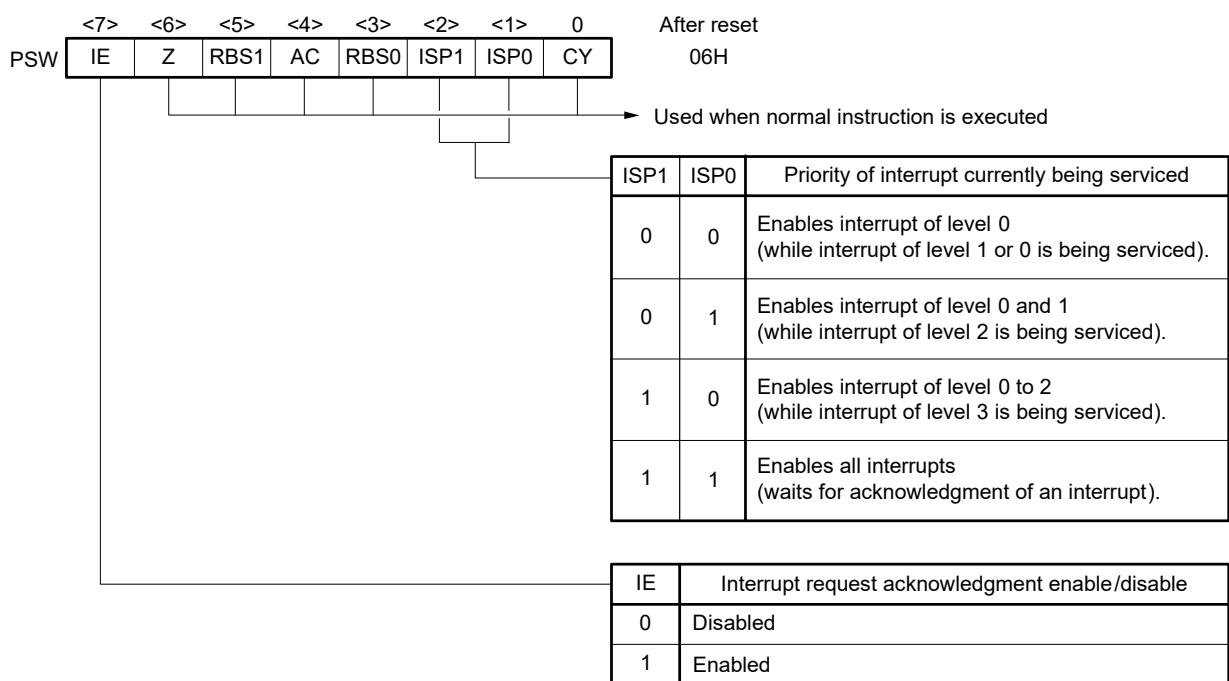 <7> <6> <5> <4> <3> <2> <1> 0 After reset
PSW IE Z RBS1 AC RBS0 ISP1 ISP0 CY 06H
Used when normal instruction is executed
ISP1 ISP0 Priority of interrupt currently being serviced
0 0 Enables interrupt of level 0
(while interrupt of level 1 or 0 is being serviced).
0 1 Enables interrupt of level 0 and 1
(while interrupt of level 2 is being serviced).
1 0 Enables interrupt of level 0 to 2
(while interrupt of level 3 is being serviced).
1 1 Enables all interrupts
(waits for acknowledgment of an interrupt).
IE Interrupt request acknowledgment enable/disable
0 Disabled
1 Enabled